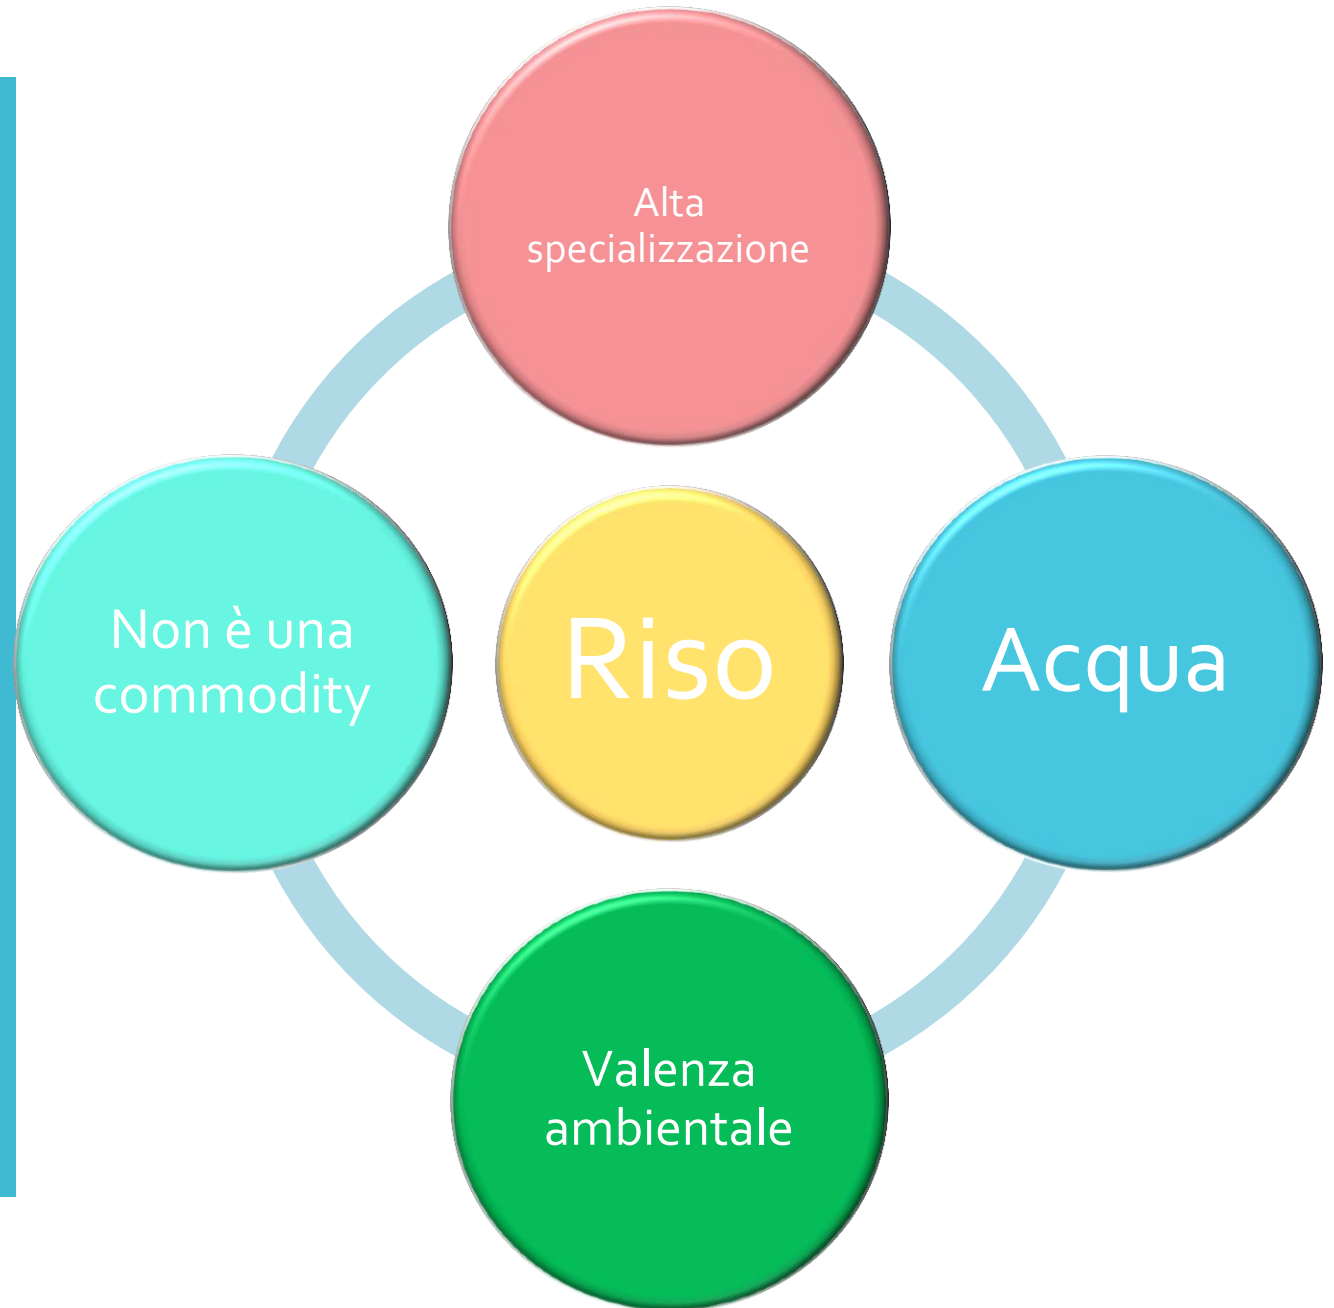 Alta
specializzazione
Non è una
commodity
Riso
Acqua
Valenza
ambientale